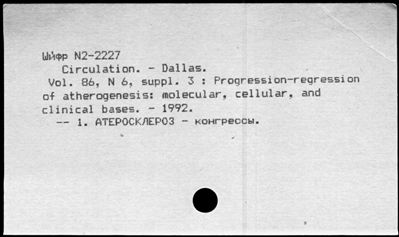 Шифр N2-2227
Circulation. - Dallas.
Vol. 86, N 6, suppl. 3 : Progression-regression
of atherogenesis: molecular, cellular, and
clinical bases. - 1992.
-- 1. АТЕРОСКЛЕРОЗ - конгрессы.